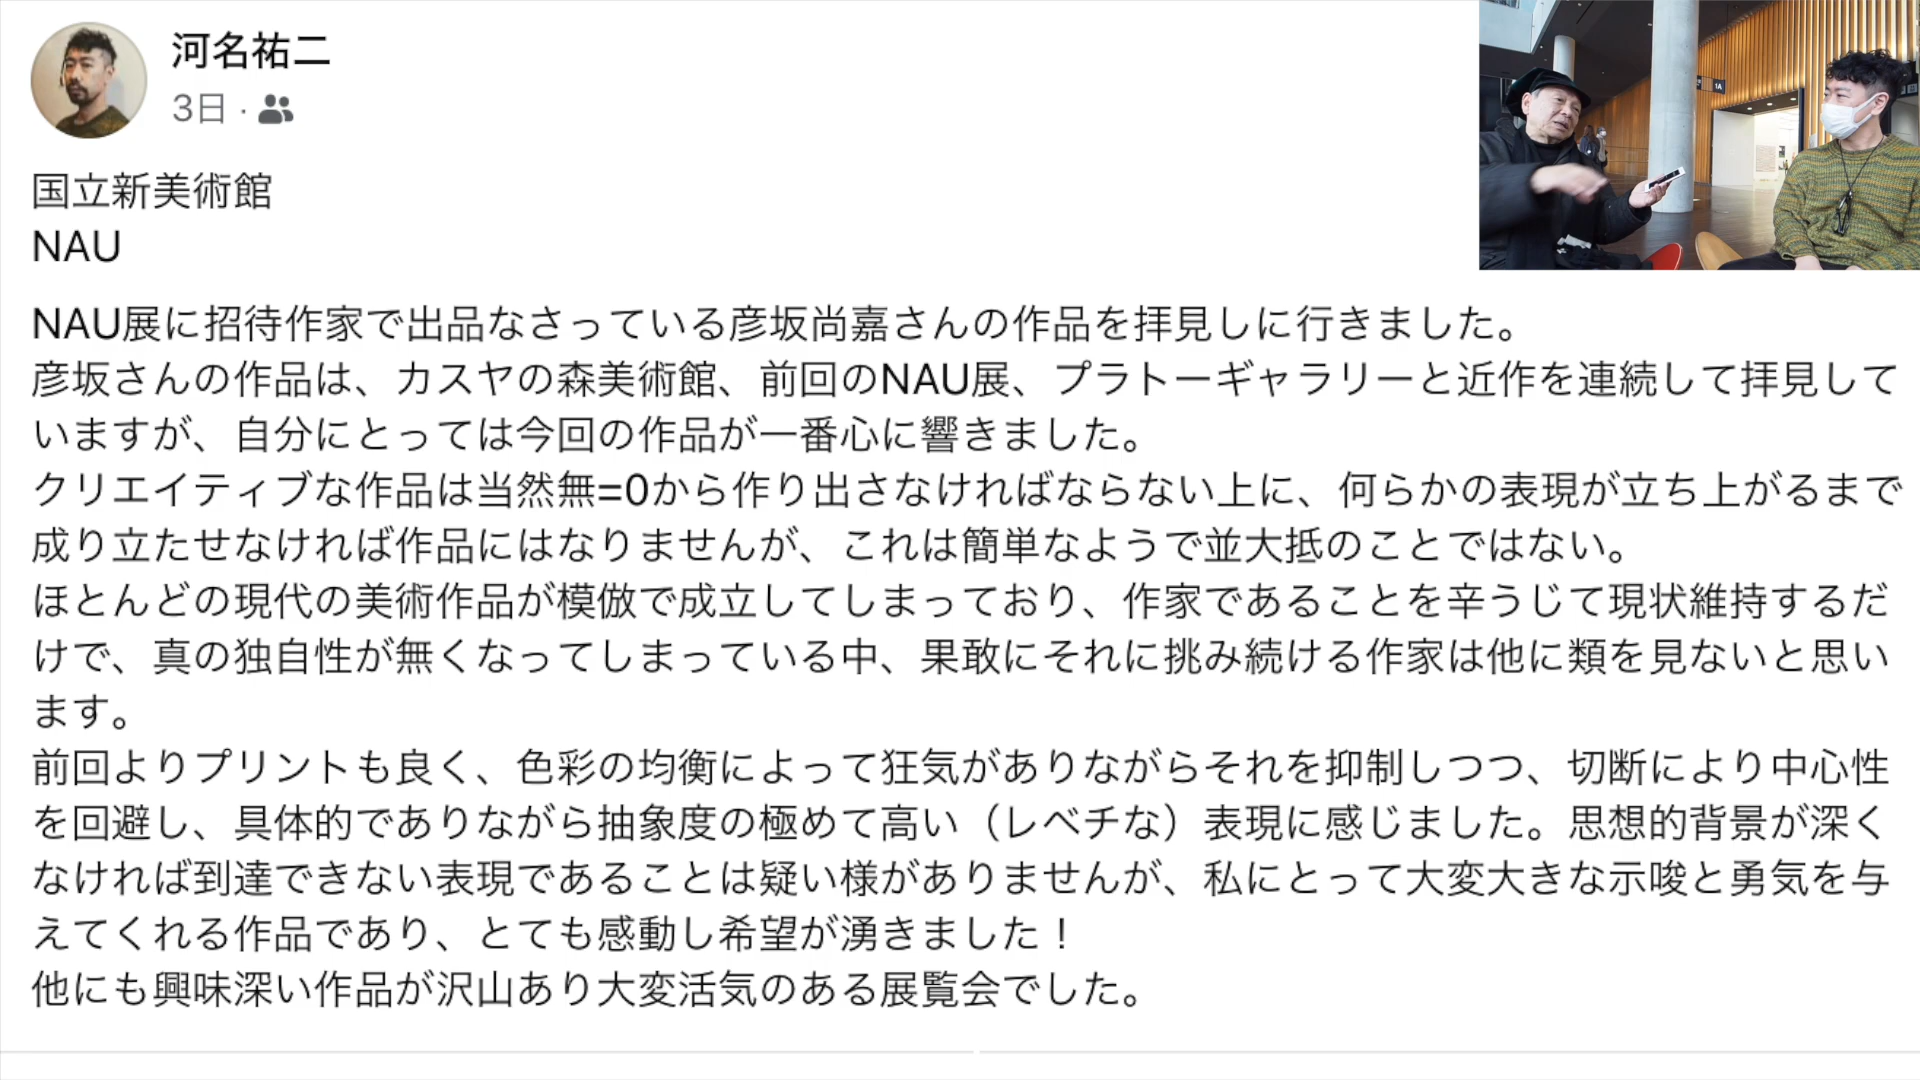 河名祐二
3日 ·
国立新美術館
NAU
NAU展に招待作家で出品なさっている彦坂尚嘉さんの作品を拝見しに行きました。
彦坂さんの作品は、カスヤの森美術館、前回のNAU展、プラトーギャラリーと近作を連続して拝見して
いますが、自分にとっては今回の作品が一番心に響きました。
クリエイティブな作品は当然無=0から作り出さなければならない上に、何らかの表現が立ち上がるまで
成り立たせなければ作品にはなりませんが、これは簡単なようで並大抵のことではない。
ほとんどの現代の美術作品が模倣で成立してしまっており、作家であることを辛うじて現状維持するだ
けで、真の独自性が無くなってしまっている中、果敢にそれに挑み続ける作家は他に類を見ないと思い
ます。
前回よりプリントも良く、色彩の均衡によって狂気がありながらそれを抑制しつつ、切断により中心性
を回避し、具体的でありながら抽象度の極めて高い（レベチな）表現に感じました。思想的背景が深く
なければ到達できない表現であることは疑い様がありませんが、私にとって大変大きな示唆と勇気を与
えてくれる作品であり、とても感動し希望が湧きました！
他にも興味深い作品が沢山あり大変活気のある展覧会でした。
1A